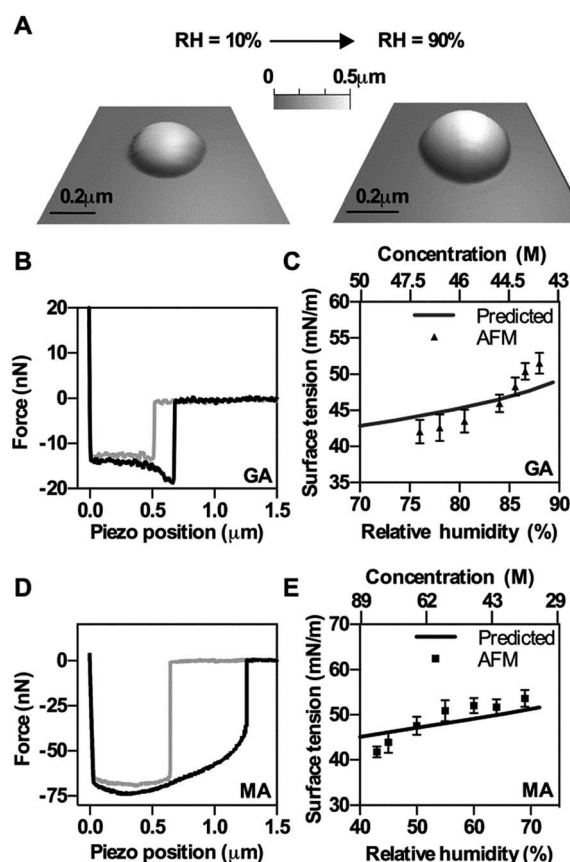 A
RH = 10%
RH = 90%
0
0.5μm
0.2μm
0.2μm
B
20
10
0
-10
-20
Force (nN)
0.0
0.5
1.0
1.5
Piezo position (μm)
GA
C
Concentration (M)
50
47.5
46
44.5
43
60
55
50
45
40
35
Surface tension (mN/m)
Predicted
AFM
GA
70
75
80
85
90
Relative humidity (%)
D
0
-25
-50
-75
Force (nN)
0.0
0.5
1.0
1.5
Piezo position (μm)
MA
E
Concentration (M)
89
62
43
29
70
60
50
40
30
Surface tension (mN/m)
Predicted
AFM
MA
40
50
60
70
Relative humidity (%)